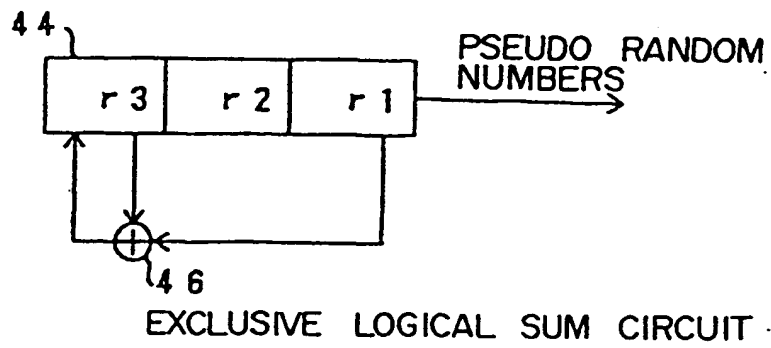 44
PSEUDO RANDOM
NUMBERS
r3 r2 r1
46
EXCLUSIVE LOGICAL SUM CIRCUIT